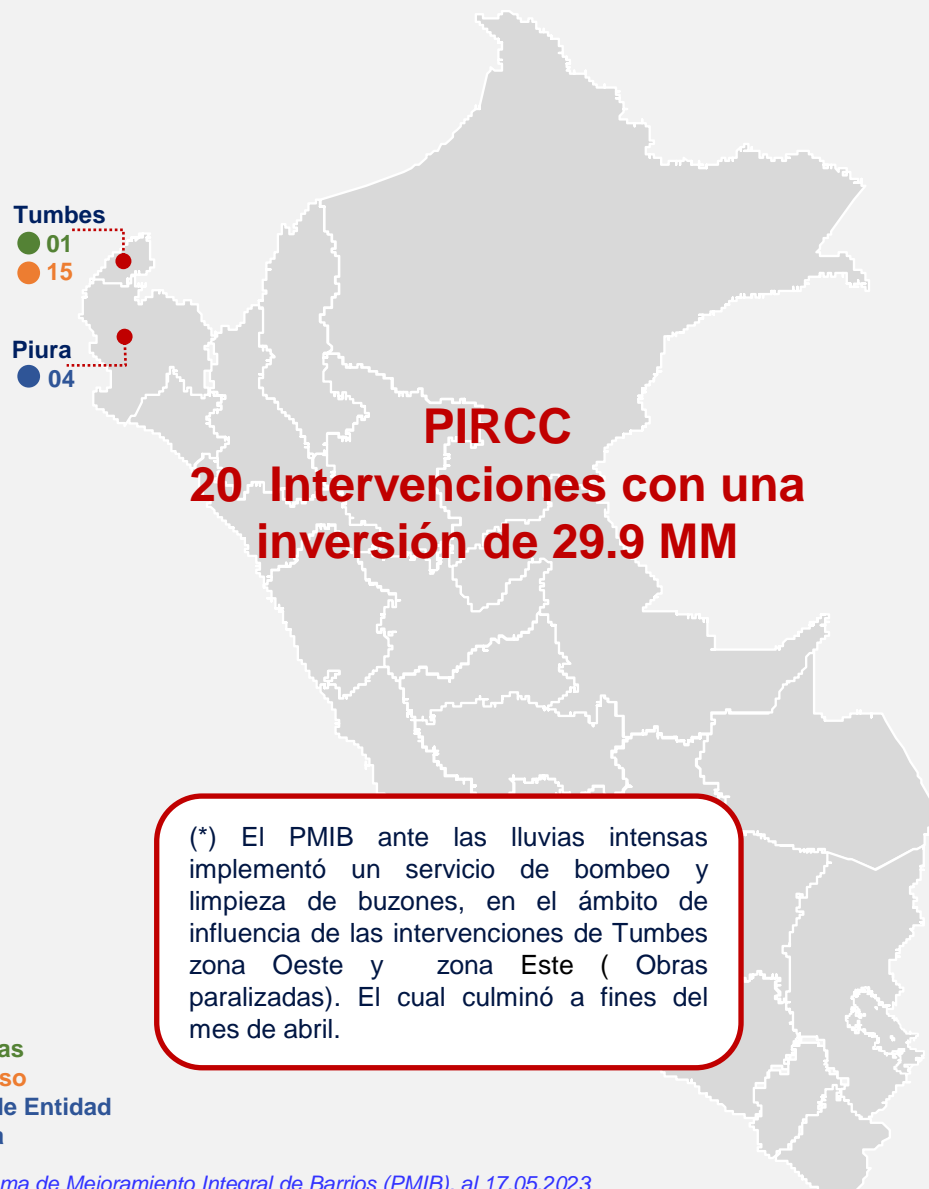 Tumbes
01
15
Piura
04
PIRCC
20 Intervenciones con una
inversión de 29.9 MM
(*) El PMIB ante las lluvias intensas
implementó un servicio de bombeo y
limpieza de buzones, en el ámbito de
influencia de las intervenciones de Tumbes
zona Oeste y zona Este ( Obras
paralizadas). El cual culminó a fines del
mes de abril.
de Entidad
de Mejoramiento Integral de Barrios (PMIB), al 17.05.2023